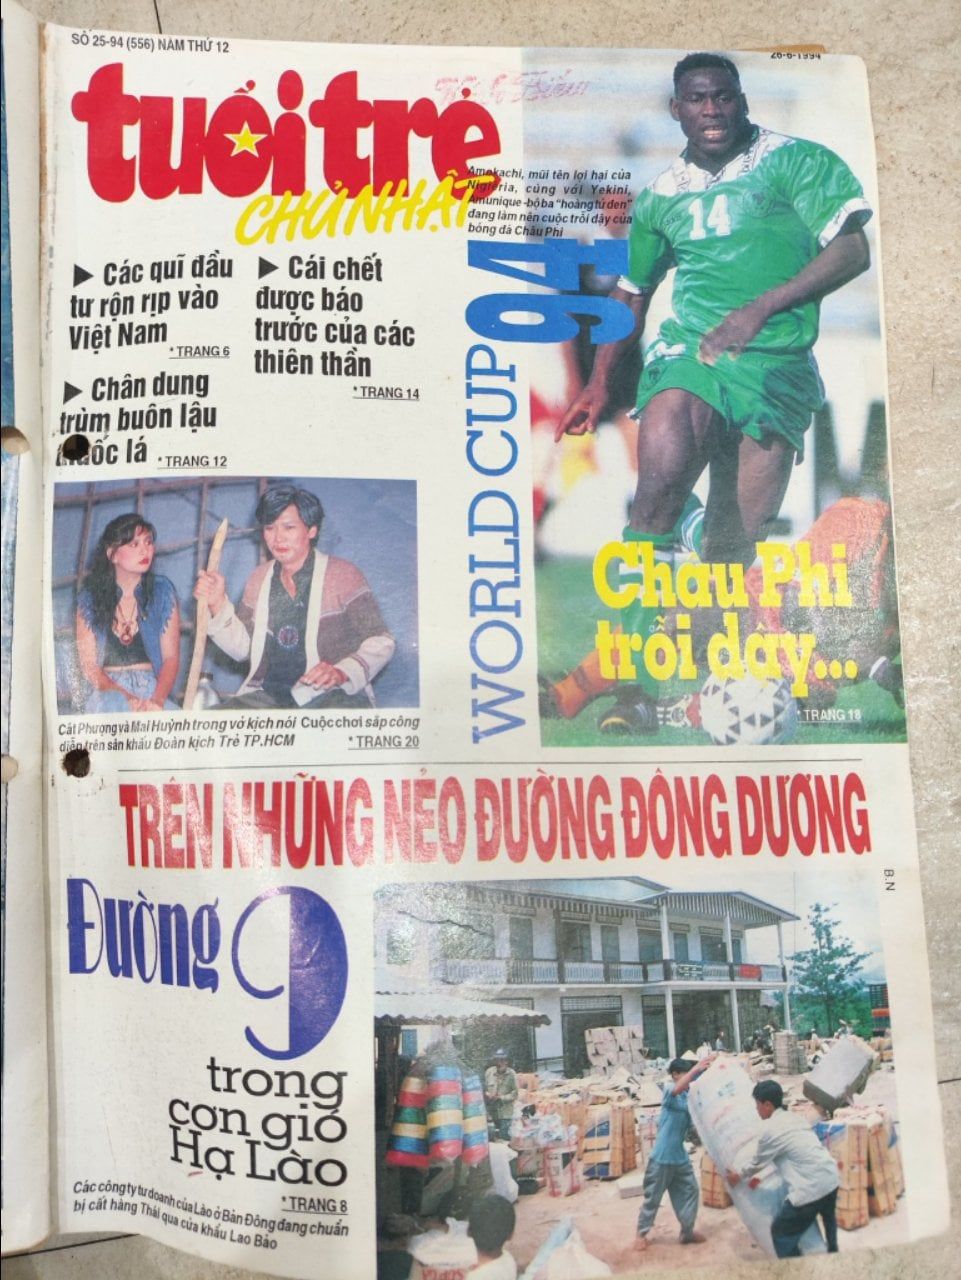 SỐ 25-94 (556) NĂM THỨ 12
26-6-1994
tuổi trẻ
CHỦ NHẬT
Amokachi, mũi tên lợi hại của
Nigiêria, cùng với Yekini,
Amunique -bộ ba "hoàng tử đen"
đang làm nên cuộc trỗi dậy của
bóng đá Châu Phi
▶ Các quĩ đầu
tư rộn rịp vào
Việt Nam
* TRANG 6
▶ Cái chết
được báo
trước của các
thiên thần
* TRANG 14
▶ Chân dung
trùm buôn lậu
thuốc lá
* TRANG 12
WORLD CUP 94
14
Châu Phi
trỗi dậy...
* TRANG 18
Cát Phượng và Mai Huỳnh trong vở kịch nói Cuộc chơi sắp công
diễn trên sân khấu Đoàn kịch Trẻ TP.HCM
* TRANG 20
TRÊN NHỮNG NẺO ĐƯỜNG ĐÔNG DƯƠNG
B.N
Đường 9
trong
cơn gió
Hạ Lào
* TRANG 8
Các công ty tư doanh của Lào ở Bản Đông đang chuẩn
bị cất hàng Thái qua cửa khẩu Lao Bảo